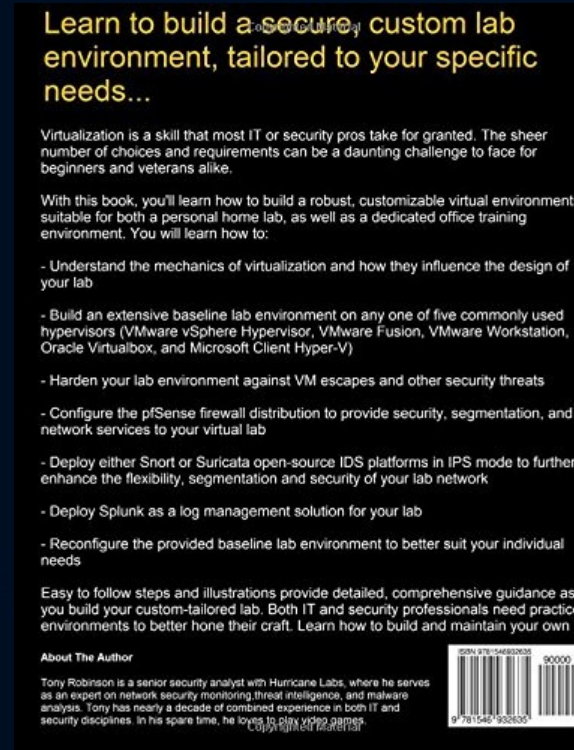 Learn to build a secure, custom lab
Copyrighted Material
environment, tailored to your specific
needs...
Virtualization is a skill that most IT or security pros take for granted. The sheer
number of choices and requirements can be a daunting challenge to face for
beginners and veterans alike.
With this book, you'll learn how to build a robust, customizable virtual environment
suitable for both a personal home lab, as well as a dedicated office training
environment. You will learn how to:
- Understand the mechanics of virtualization and how they influence the design of
your lab
- Build an extensive baseline lab environment on any one of five commonly used
hypervisors (VMware vSphere Hypervisor, VMware Fusion, VMware Workstation,
Oracle Virtualbox, and Microsoft Client Hyper-V)
- Harden your lab environment against VM escapes and other security threats
- Configure the pfSense firewall distribution to provide security, segmentation, and
network services to your virtual lab
- Deploy either Snort or Suricata open-source IDS platforms in IPS mode to further
enhance the flexibility, segmentation and security of your lab network
- Deploy Splunk as a log management solution for your lab
- Reconfigure the provided baseline lab environment to better suit your individual
needs
Easy to follow steps and illustrations provide detailed, comprehensive guidance as
you build your custom-tailored lab. Both IT and security professionals need practice
environments to better hone their craft. Learn how to build and maintain your own
About The Author
Tony Robinson is a senior security analyst with Hurricane Labs, where he serves
as an expert on network security monitoring,threat intelligence, and malware
analysis. Tony has nearly a decade of combined experience in both IT and
security disciplines. In his spare time, he loves to play video games.
Copyrighted Material
ISBN 9781546932635
90000
9 781546 932635